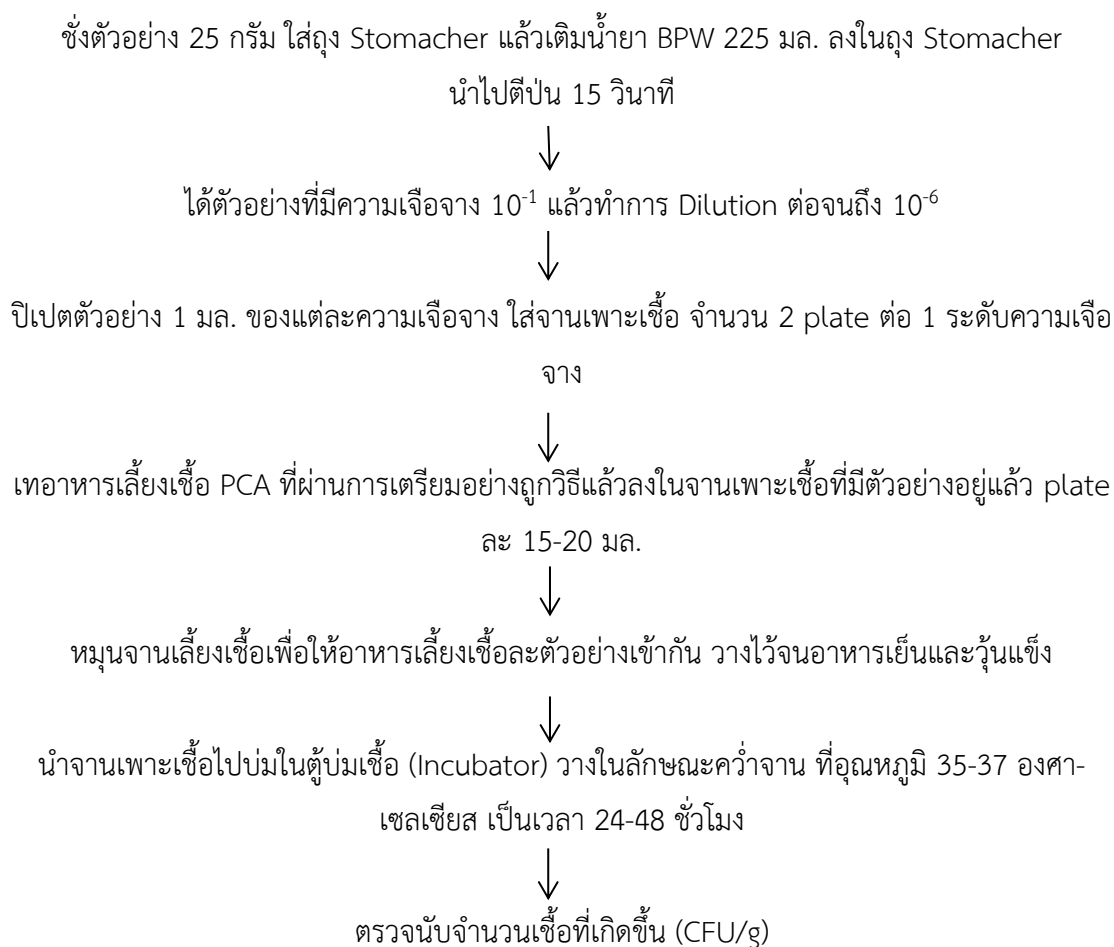 ชั่งตัวอย่าง 25 กรัม ใส่ถุง Stomacher แล้วเติมน้ำยา BPW 225 มล. ลงในถุง Stomacher
นำไปตีป่น 15 วินาที
ได้ตัวอย่างที่มีความเจือจาง 10⁻¹ แล้วทำการ Dilution ต่อจนถึง 10⁻⁶
ปิเปตตัวอย่าง 1 มล. ของแต่ละความเจือจาง ใส่จานเพาะเชื้อ จำนวน 2 plate ต่อ 1 ระดับความเจือ
จาง
เทอาหารเลี้ยงเชื้อ PCA ที่ผ่านการเตรียมอย่างถูกวิธีแล้วลงในจานเพาะเชื้อที่มีตัวอย่างอยู่แล้ว plate
ละ 15-20 มล.
หมุนจานเลี้ยงเชื้อเพื่อให้อาหารเลี้ยงเชื้อละตัวอย่างเข้ากัน วางไว้จนอาหารเย็นและวุ้นแข็ง
นำจานเพาะเชื้อไปบ่มในตู้บ่มเชื้อ (Incubator) วางในลักษณะคว่ำจาน ที่อุณหภูมิ 35-37 องศา-
เซลเซียส เป็นเวลา 24-48 ชั่วโมง
ตรวจนับจำนวนเชื้อที่เกิดขึ้น (CFU/g)